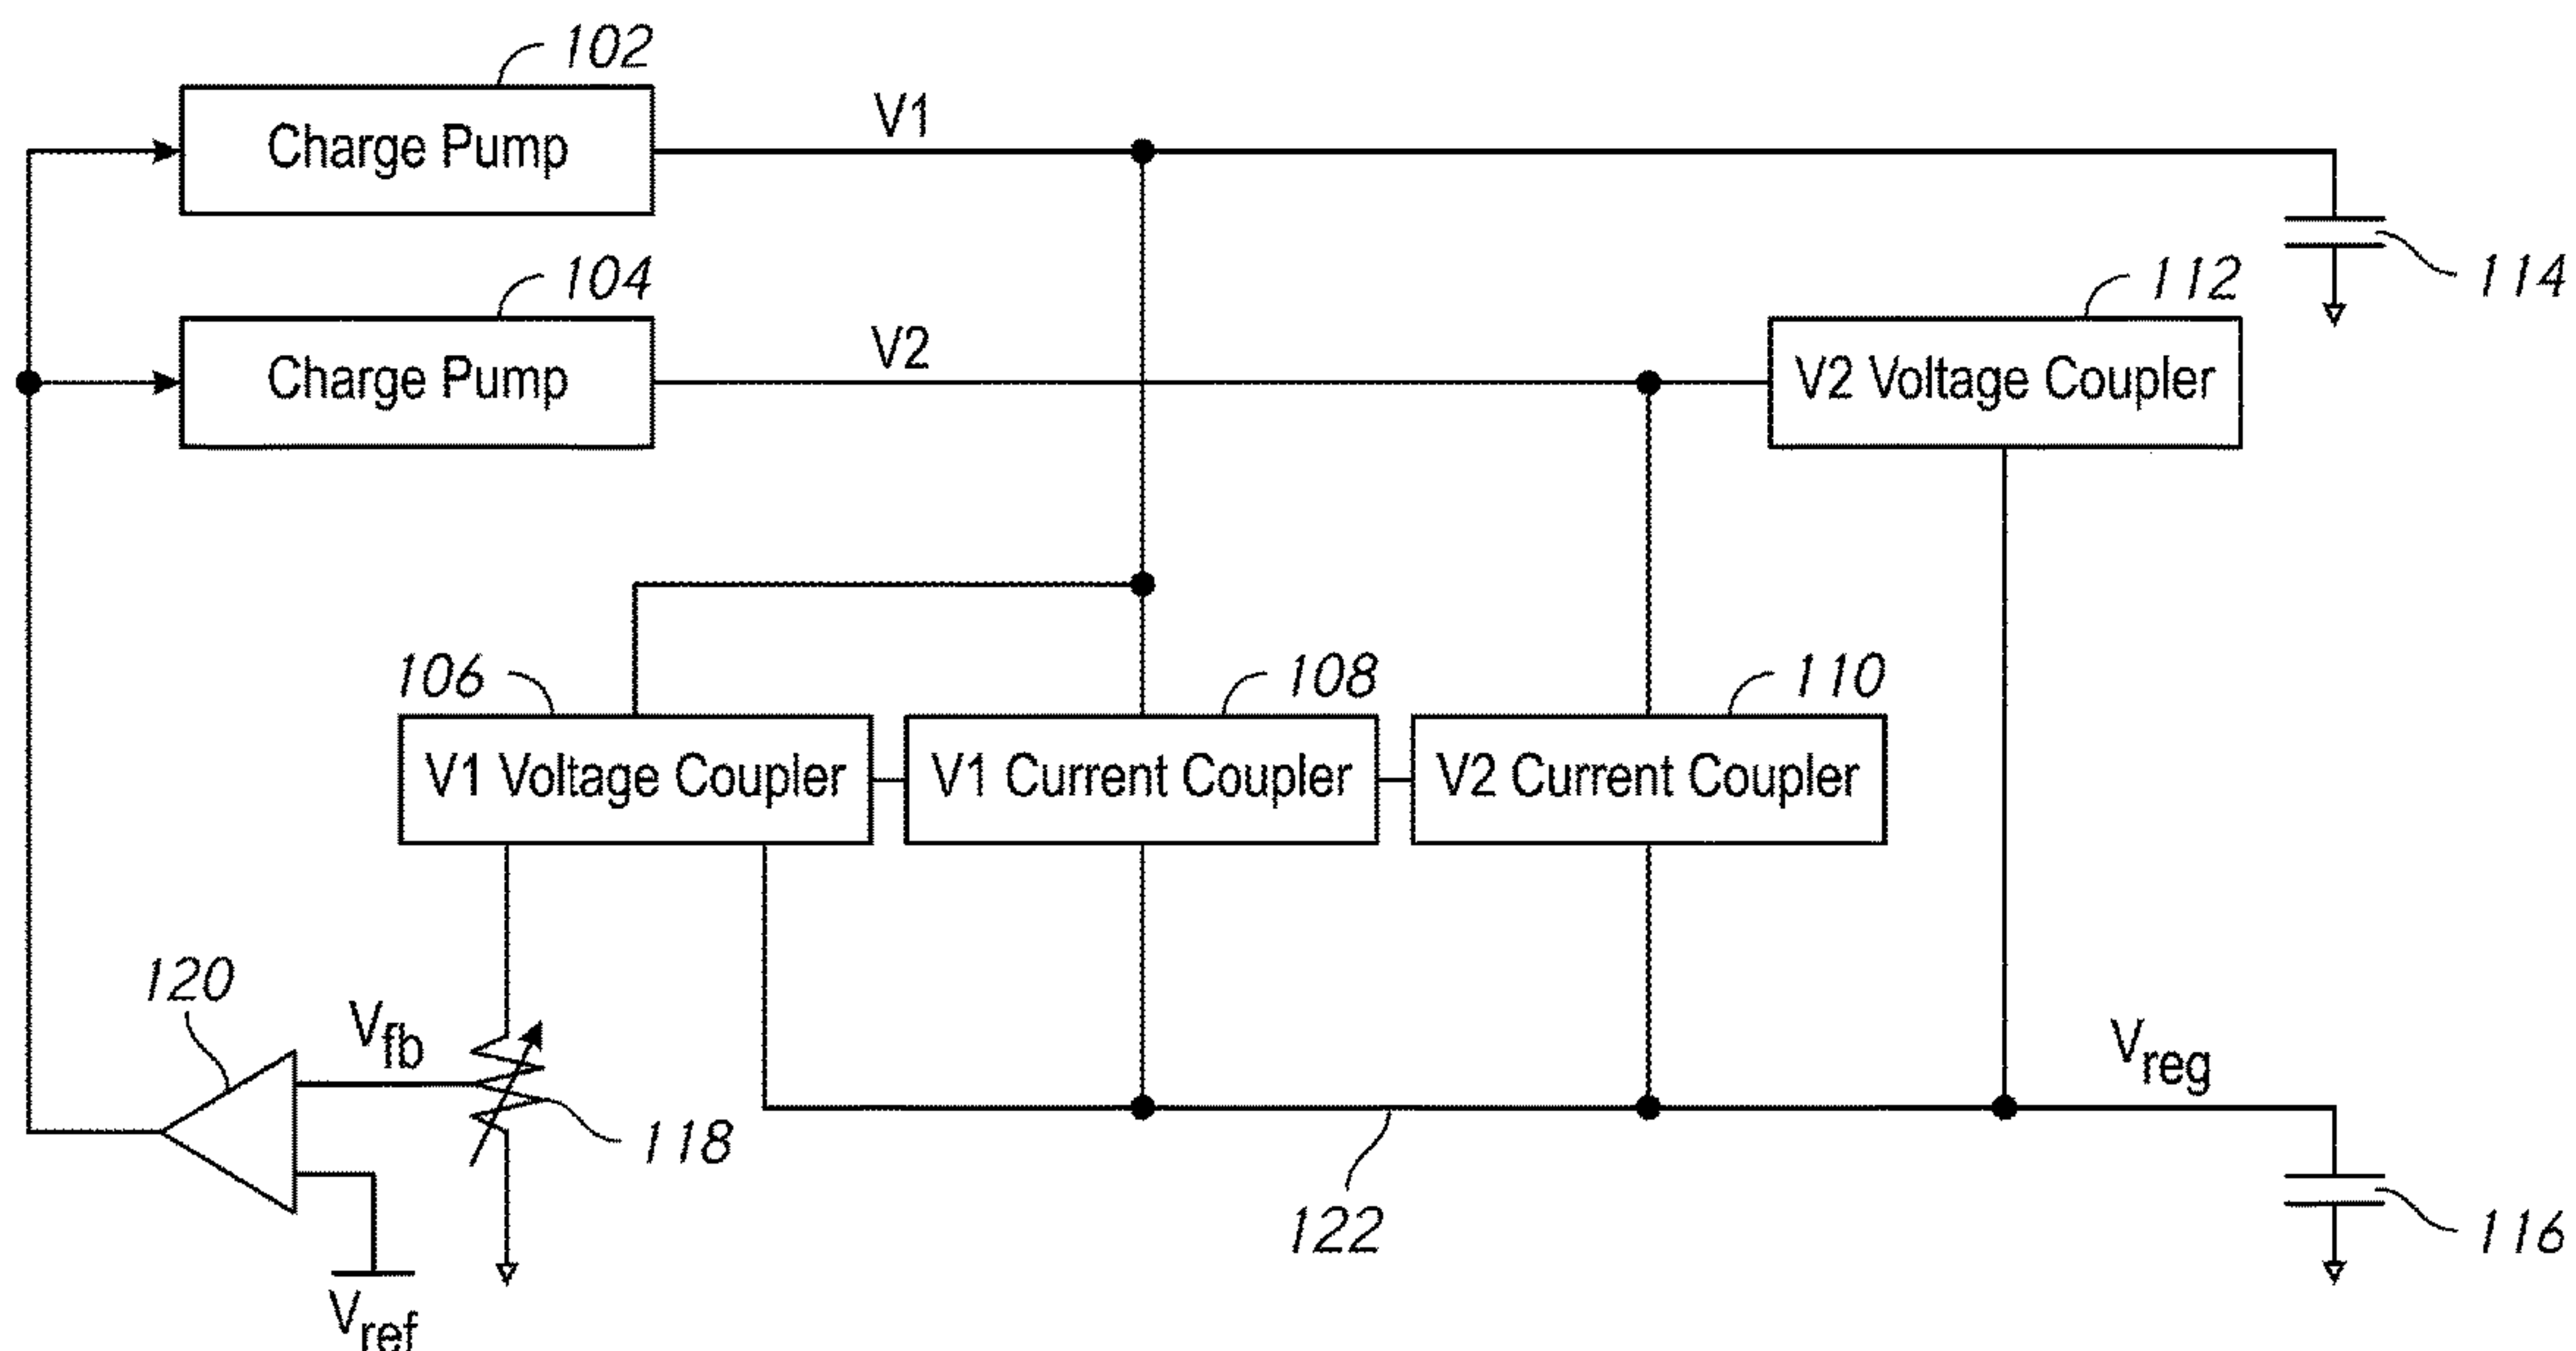 102
Charge Pump
V1
114
104
Charge Pump
V2
112
V2 Voltage Coupler
106
V1 Voltage Coupler
108
V1 Current Coupler
110
V2 Current Coupler
120
Vfb
118
Vref
122
Vreg
116